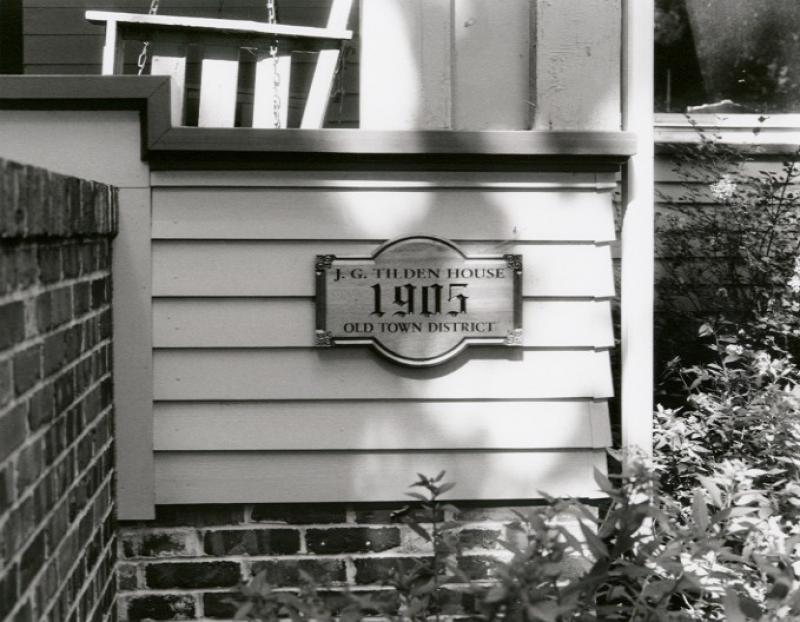 J. G. TILDEN HOUSE
1905
OLD TOWN DISTRICT